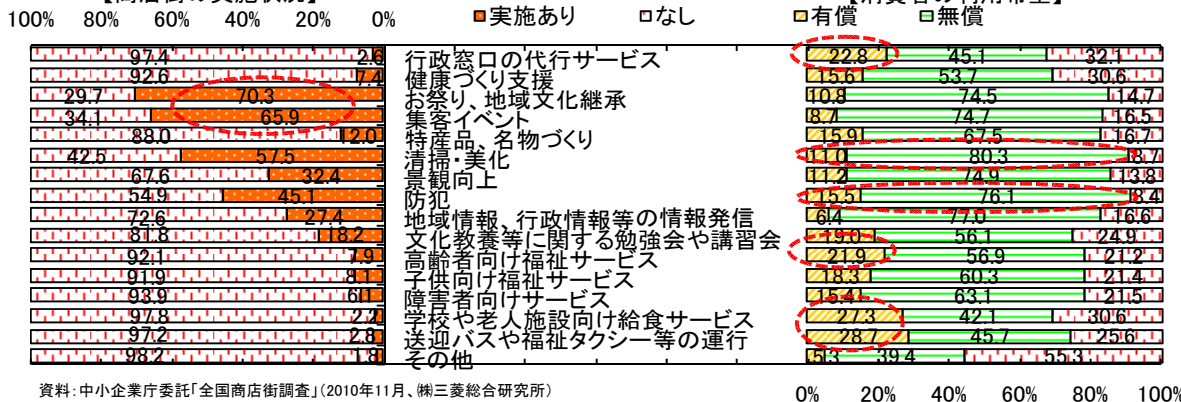 【商店街の実施状況】 【消費者の利用希望】
100% 80% 60% 40% 20% 0% 実施あり なし 有償 無償
97.4 2.6 行政窓口の代行サービス 22.8 45.1 32.1
92.6 7.4 健康づくり支援 15.6 53.7 30.6
29.7 70.3 お祭り、地域文化継承 10.8 74.5 14.7
34.1 65.9 集客イベント 8.7 74.7 16.5
88.0 12.0 特産品、名物づくり 15.9 67.5 16.7
42.5 57.5 清掃・美化 11.0 80.3 8.7
67.6 32.4 景観向上 11.2 74.9 13.8
54.9 45.1 防犯 15.5 76.1 8.4
72.6 27.4 地域情報、行政情報等の情報発信 6.4 77.0 16.6
81.8 18.2 文化教養等に関する勉強会や講習会 19.0 56.1 24.9
92.1 7.9 高齢者向け福祉サービス 21.9 56.9 21.2
91.9 8.1 子供向け福祉サービス 18.3 60.3 21.4
93.9 6.1 障害者向けサービス 15.4 63.1 21.5
97.8 2.2 学校や老人施設向け給食サービス 27.3 42.1 30.6
97.2 2.8 送迎バスや福祉タクシー等の運行 28.7 45.7 25.6
98.2 1.8 その他 5.3 39.4 55.3
資料:中小企業庁委託「全国商店街調査」(2010年11月、㈱三菱総合研究所)
0% 20% 40% 60% 80% 100%